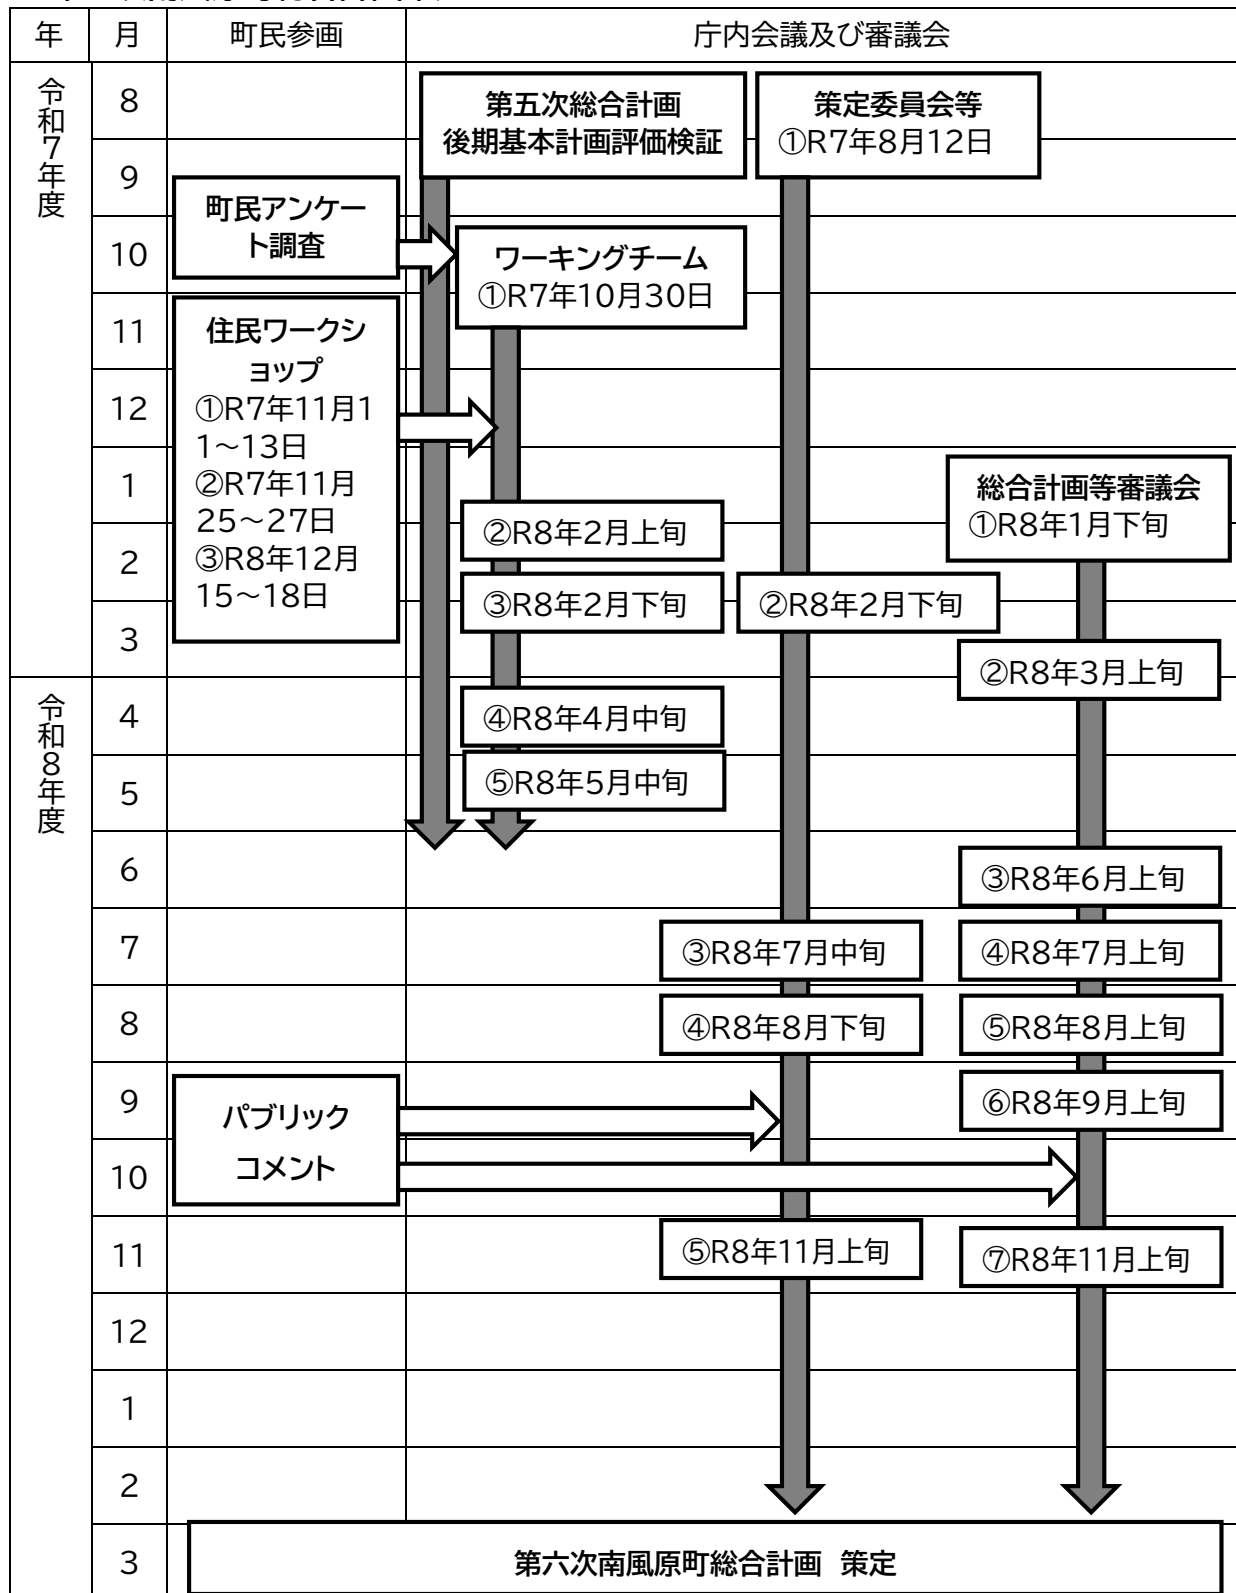 年 月 町民参画 庁内会議及び審議会
令和7年度
8
9
10
11
12
1
2
3
第五次総合計画
後期基本計画評価検証
策定委員会等
①R7年8月12日
町民アンケー
ト調査
ワーキングチーム
①R7年10月30日
住民ワークシ
ョップ
①R7年11月1
1～13日
②R7年11月
25～27日
③R8年12月
15～18日
総合計画等審議会
①R8年1月下旬
②R8年2月上旬
③R8年2月下旬
②R8年2月下旬
②R8年3月上旬
令和8年度
4
5
6
7
8
9
10
11
12
1
2
3
④R8年4月中旬
⑤R8年5月中旬
③R8年6月上旬
③R8年7月中旬
④R8年7月上旬
④R8年8月下旬
⑤R8年8月上旬
⑥R8年9月上旬
パブリック
コメント
⑤R8年11月上旬
⑦R8年11月上旬
第六次南風原町総合計画 策定